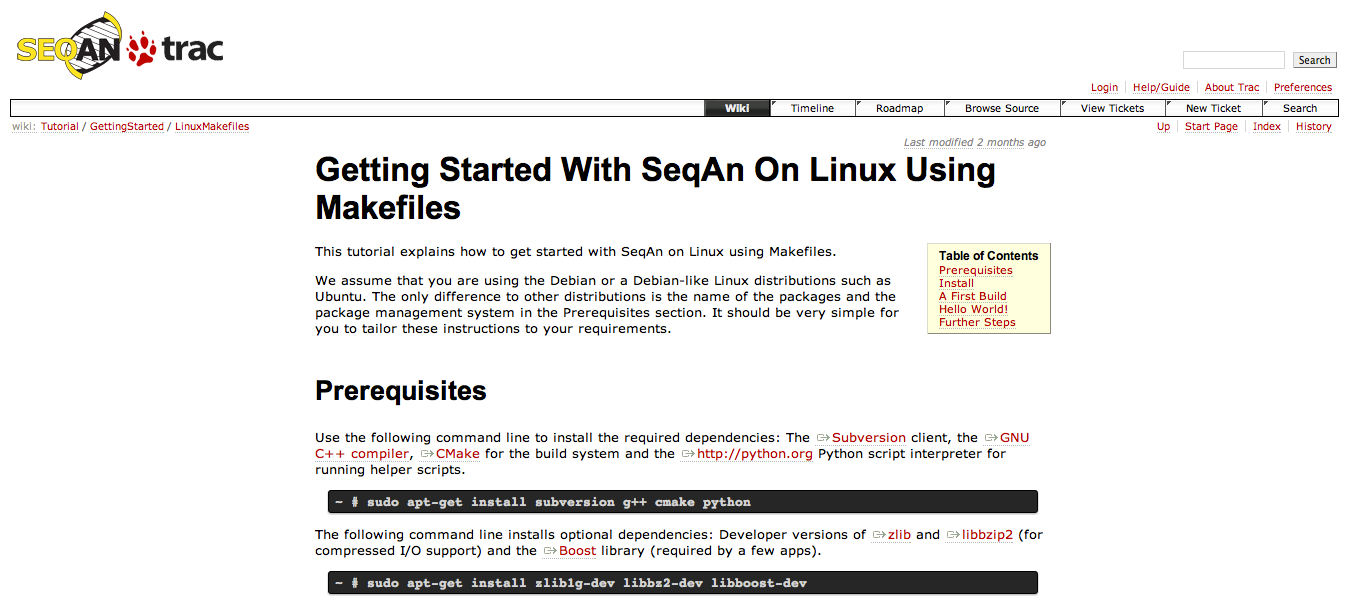 SEQAN trac
Search
Login Help/Guide About Trac Preferences
Wiki Timeline Roadmap Browse Source View Tickets New Ticket Search
wiki: Tutorial / GettingStarted / LinuxMakefiles
Up Start Page Index History
Last modified 2 months ago
Getting Started With SeqAn On Linux Using
Makefiles
This tutorial explains how to get started with SeqAn on Linux using Makefiles.
We assume that you are using the Debian or a Debian-like Linux distributions such as
Ubuntu. The only difference to other distributions is the name of the packages and the
package management system in the Prerequisites section. It should be very simple for
you to tailor these instructions to your requirements.
Table of Contents
Prerequisites
Install
A First Build
Hello World!
Further Steps
Prerequisites
Use the following command line to install the required dependencies: The Subversion client, the GNU
C++ compiler, CMake for the build system and the http://python.org Python script interpreter for
running helper scripts.
~ # sudo apt-get install subversion g++ cmake python
The following command line installs optional dependencies: Developer versions of zlib and libbzip2 (for
compressed I/O support) and the Boost library (required by a few apps).
~ # sudo apt-get install zlib1g-dev libbz2-dev libboost-dev